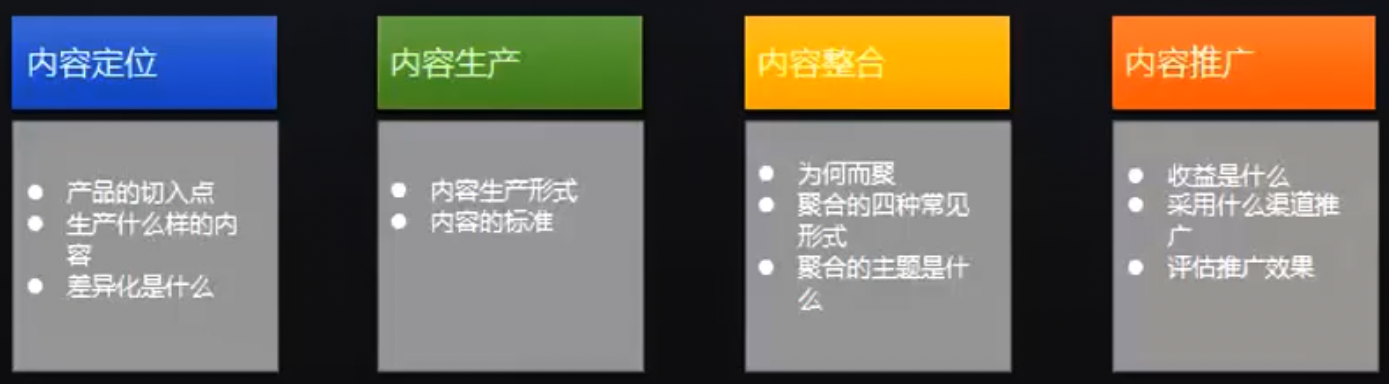 内容定位
● 产品的切入点
● 生产什么样的内
容
● 差异化是什么
内容生产
● 内容生产形式
● 内容的标准
内容整合
● 为何而聚
● 聚合的四种常见
形式
● 聚合的主题是什
么
内容推广
● 收益是什么
● 采用什么渠道推
广
● 评估推广效果